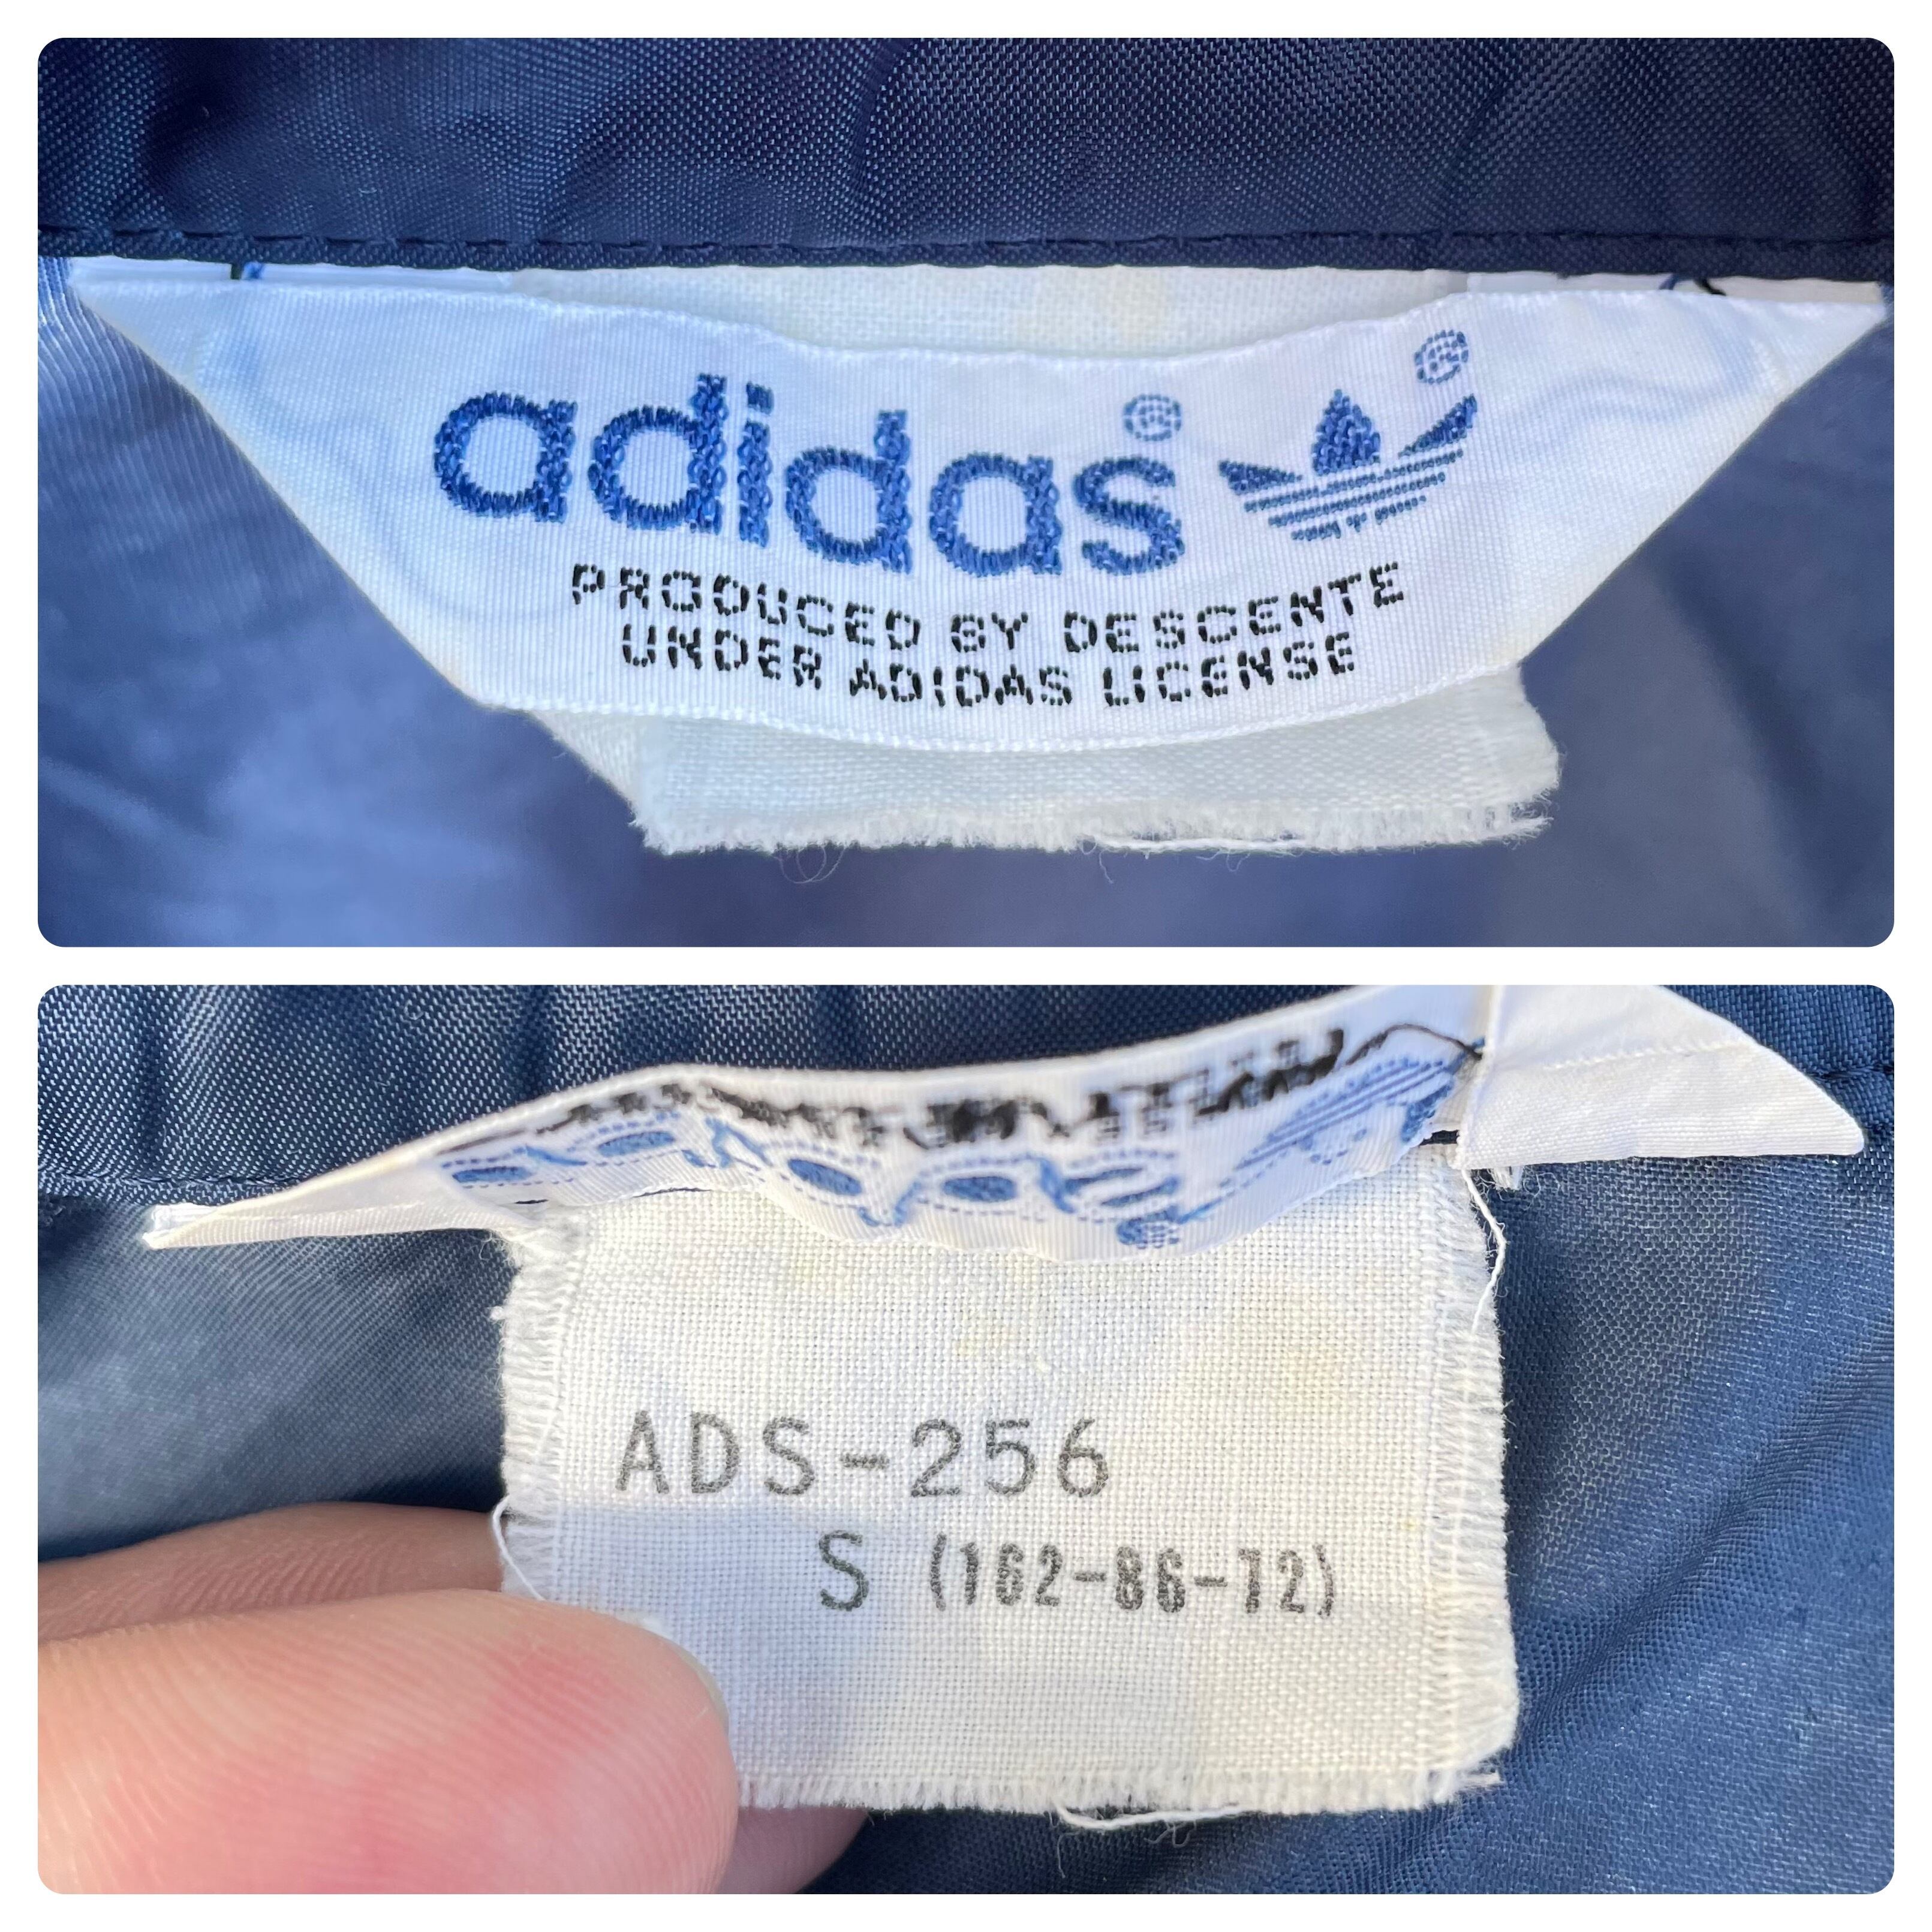 adidas®®
PRODUCED BY DESCENTE
UNDER ADIDAS LICENSE
ADS-256
S (162-86-72)